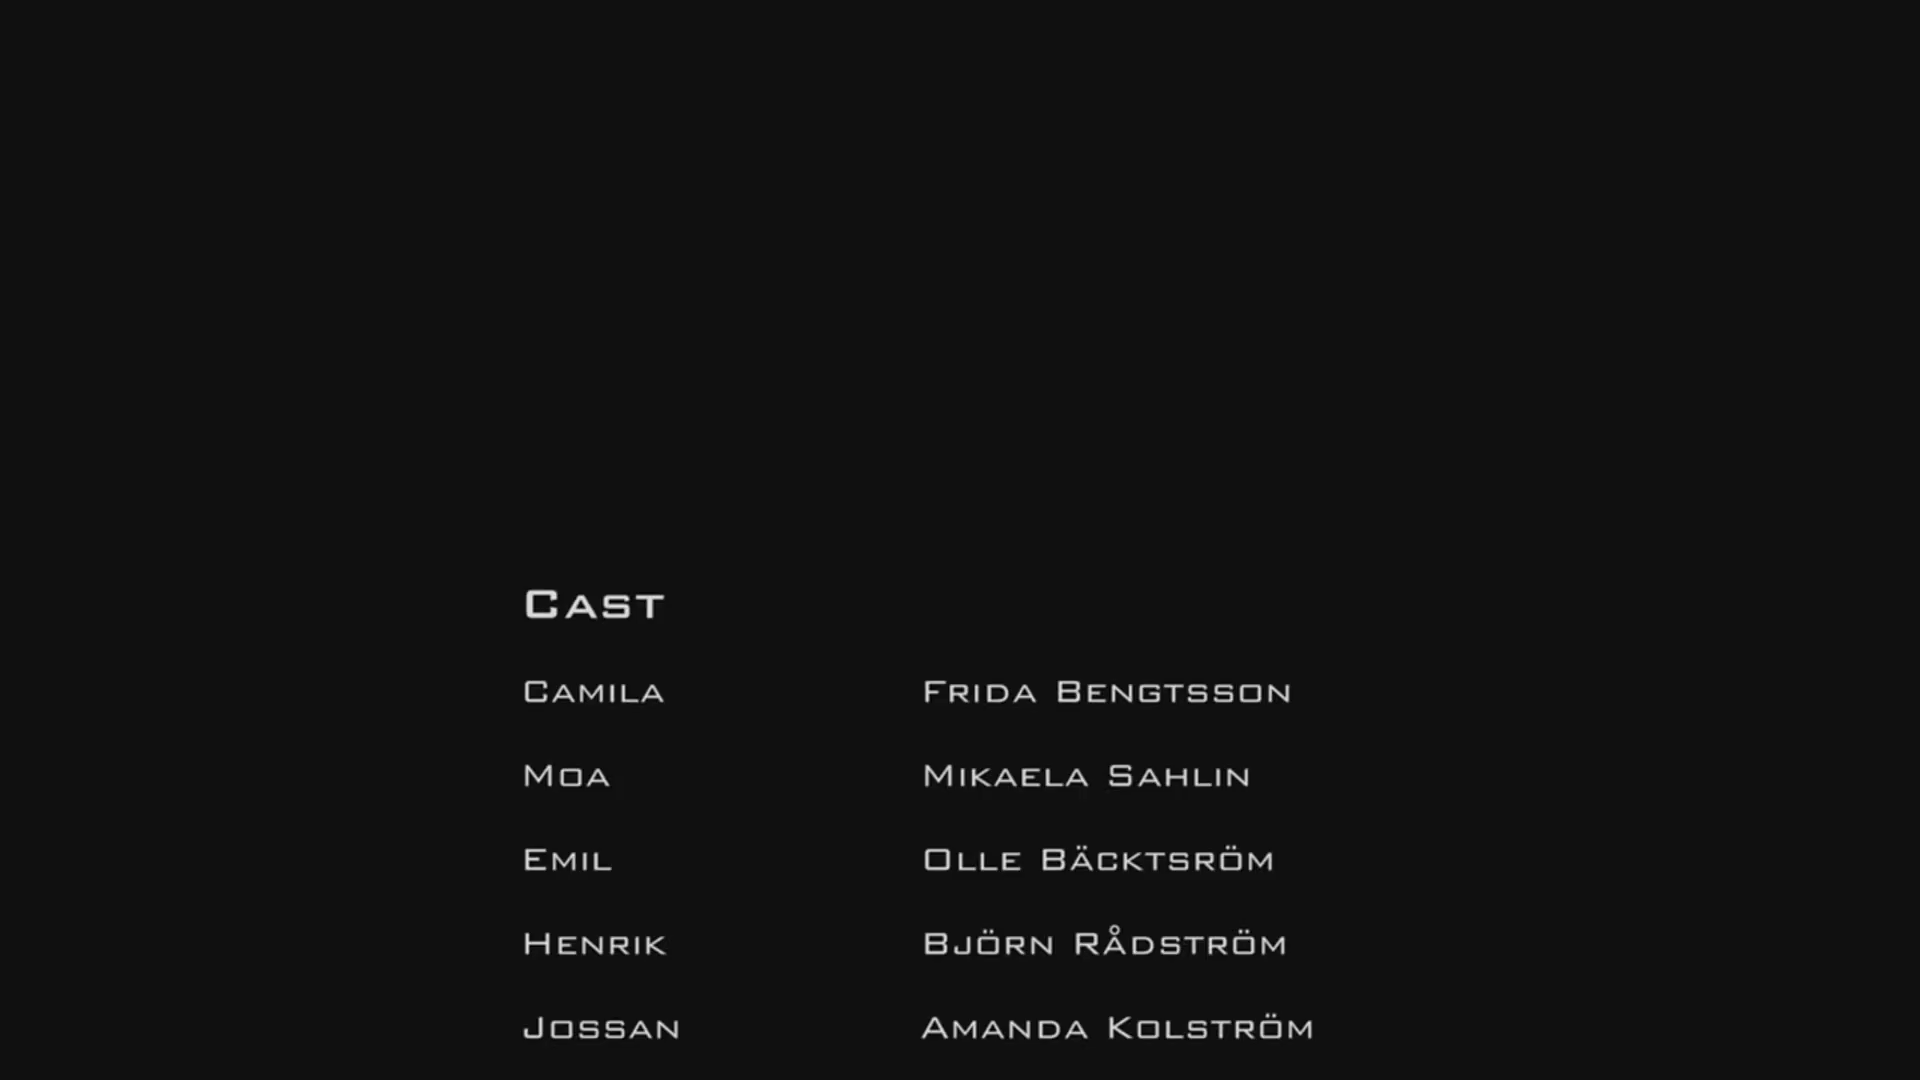 Cast
Camila Frida Bengtsson
Moa Mikaela Sahlin
Emil Olle Bäcktsröm
Henrik Björn Rådström
Jossan Amanda Kolström